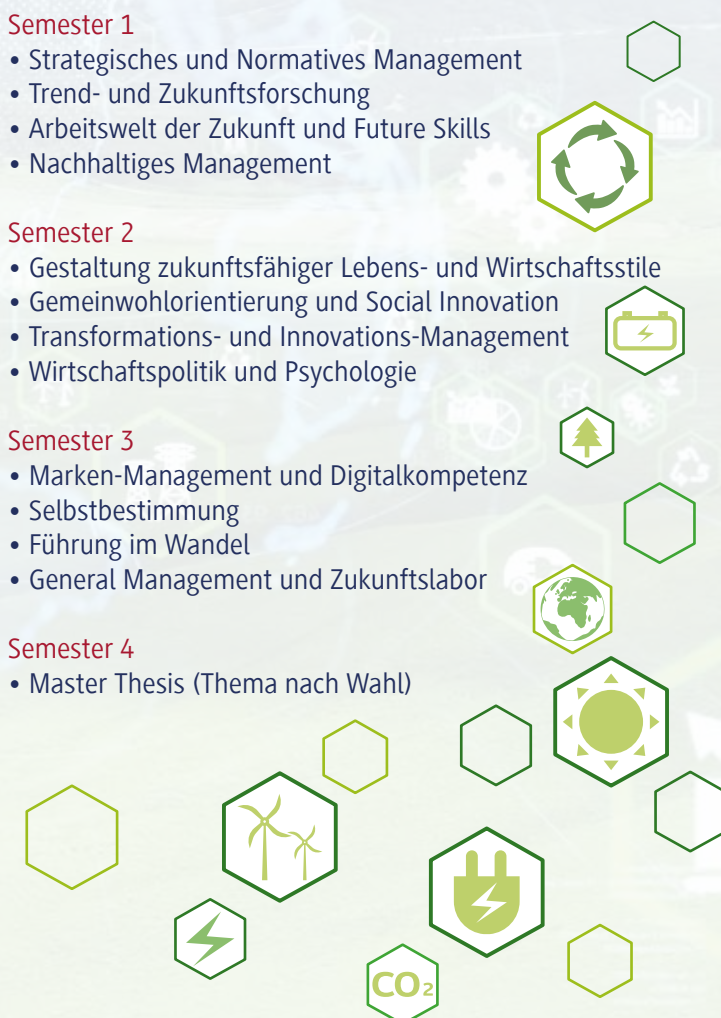 Semester 1
• Strategisches und Normatives Management
• Trend- und Zukunftsforschung
• Arbeitswelt der Zukunft und Future Skills
• Nachhaltiges Management
Semester 2
• Gestaltung zukunftsfähiger Lebens- und Wirtschaftsstile
• Gemeinwohlorientierung und Social Innovation
• Transformations- und Innovations-Management
• Wirtschaftspolitik und Psychologie
Semester 3
• Marken-Management und Digitalkompetenz
• Selbstbestimmung
• Führung im Wandel
• General Management und Zukunftslabor
Semester 4
• Master Thesis (Thema nach Wahl)
CO₂